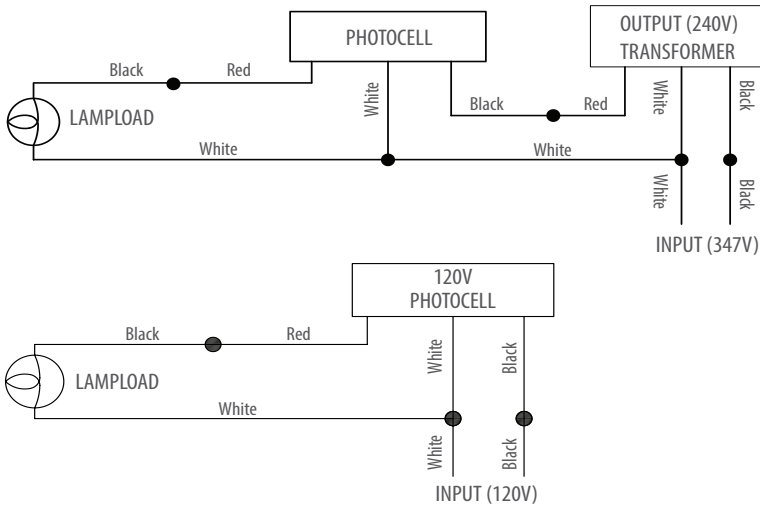 PHOTOCELL
OUTPUT (240V)
TRANSFORMER
Black
Red
White
Black
Red
White
Black
LAMPLOAD
White
White
White
Black
INPUT (347V)
120V
PHOTOCELL
Black
Red
White
Black
LAMPLOAD
White
White
Black
INPUT (120V)